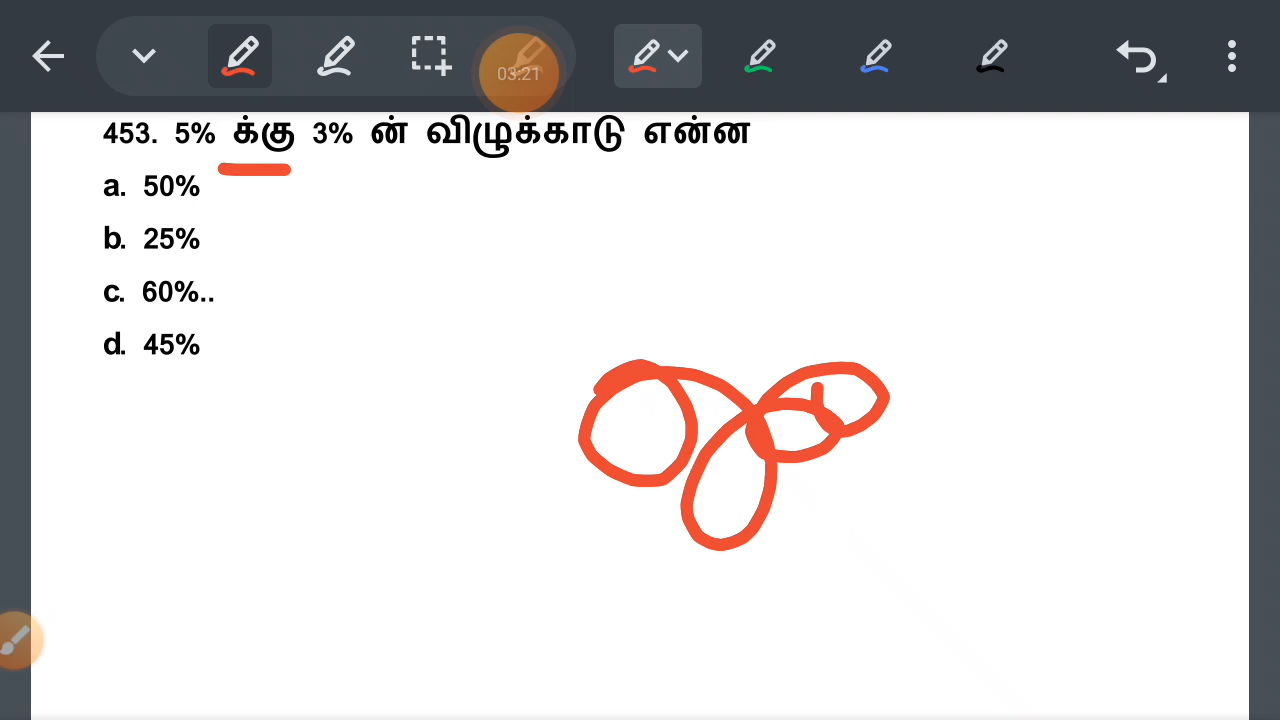 03:21
453. 5% க்கு 3% ன் விழுக்காடு என்ன
a. 50%
b. 25%
c. 60%..
d. 45%